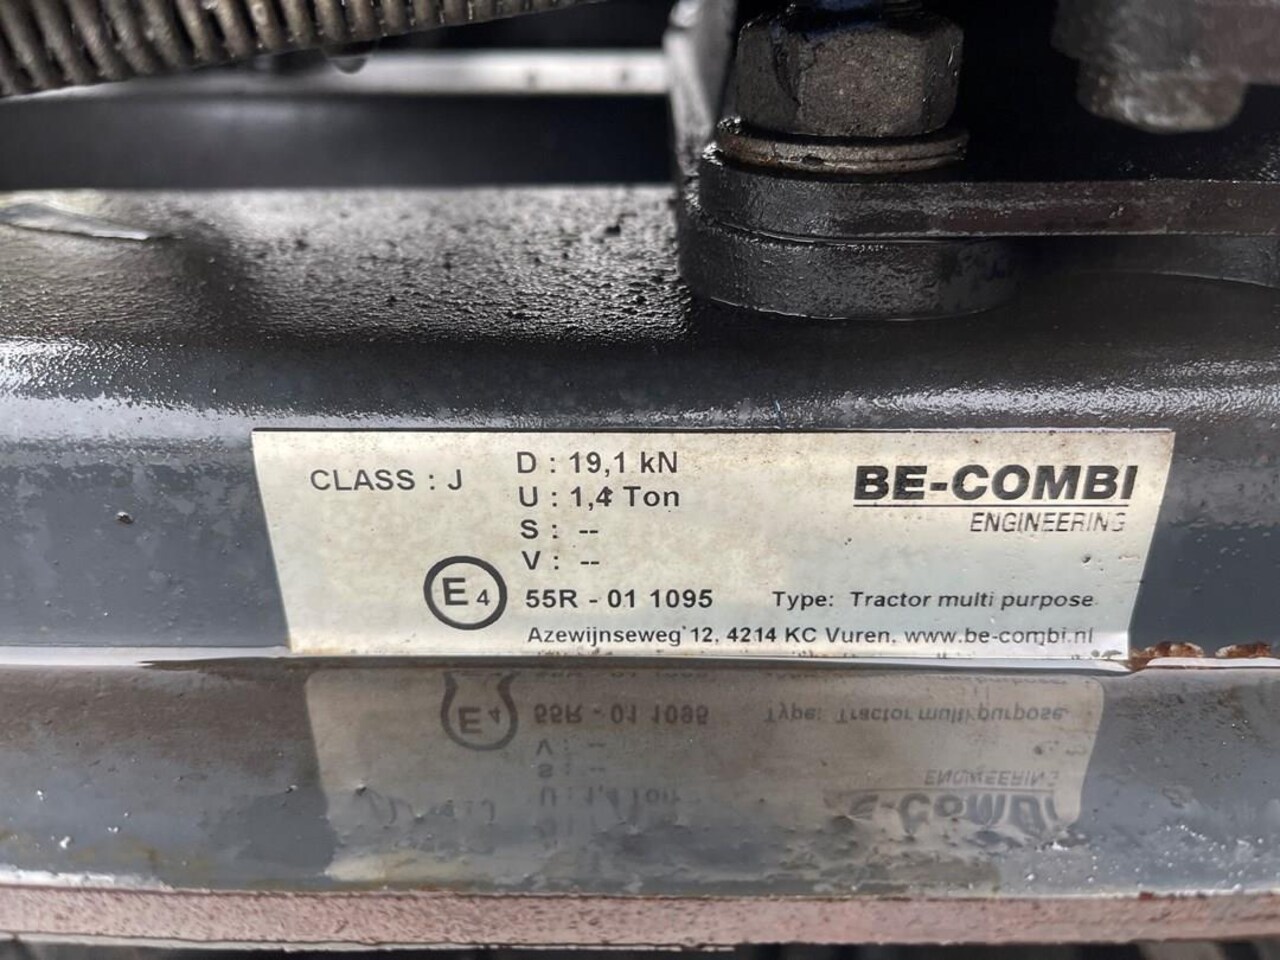 CLASS : J
D : 19,1 kN
U : 1,4 Ton
S : --
V : --
BE-COMBI
ENGINEERING
E4
55R - 01 1095
Type: Tractor multi purpose
Azewijnseweg 12, 4214 KC Vuren. www.be-combi.nl